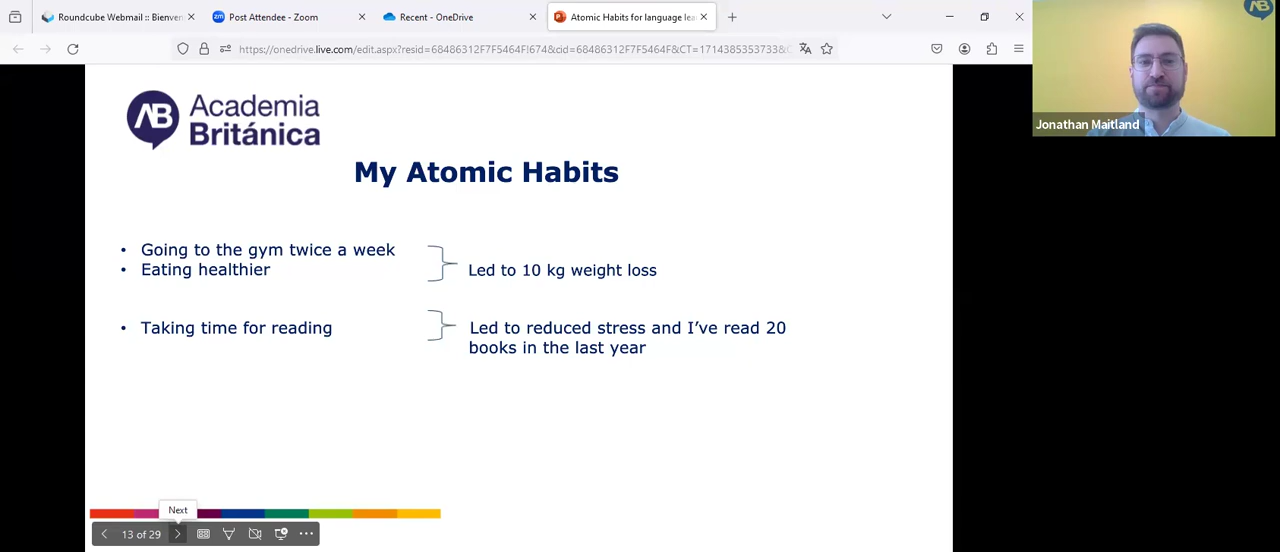 Roundcube Webmail :: Bienven
Post Attendee - Zoom
Recent - OneDrive
Atomic Habits for language lea
https://onedrive.live.com/edit.aspx?resid=68486312F7F5464F!674&cid=68486312F7F5464F&CT=1714385353733&
AB
Jonathan Maitland
AB Academia
Británica
My Atomic Habits
• Going to the gym twice a week
• Eating healthier
Led to 10 kg weight loss
• Taking time for reading
Led to reduced stress and I’ve read 20
books in the last year
Next
13 of 29